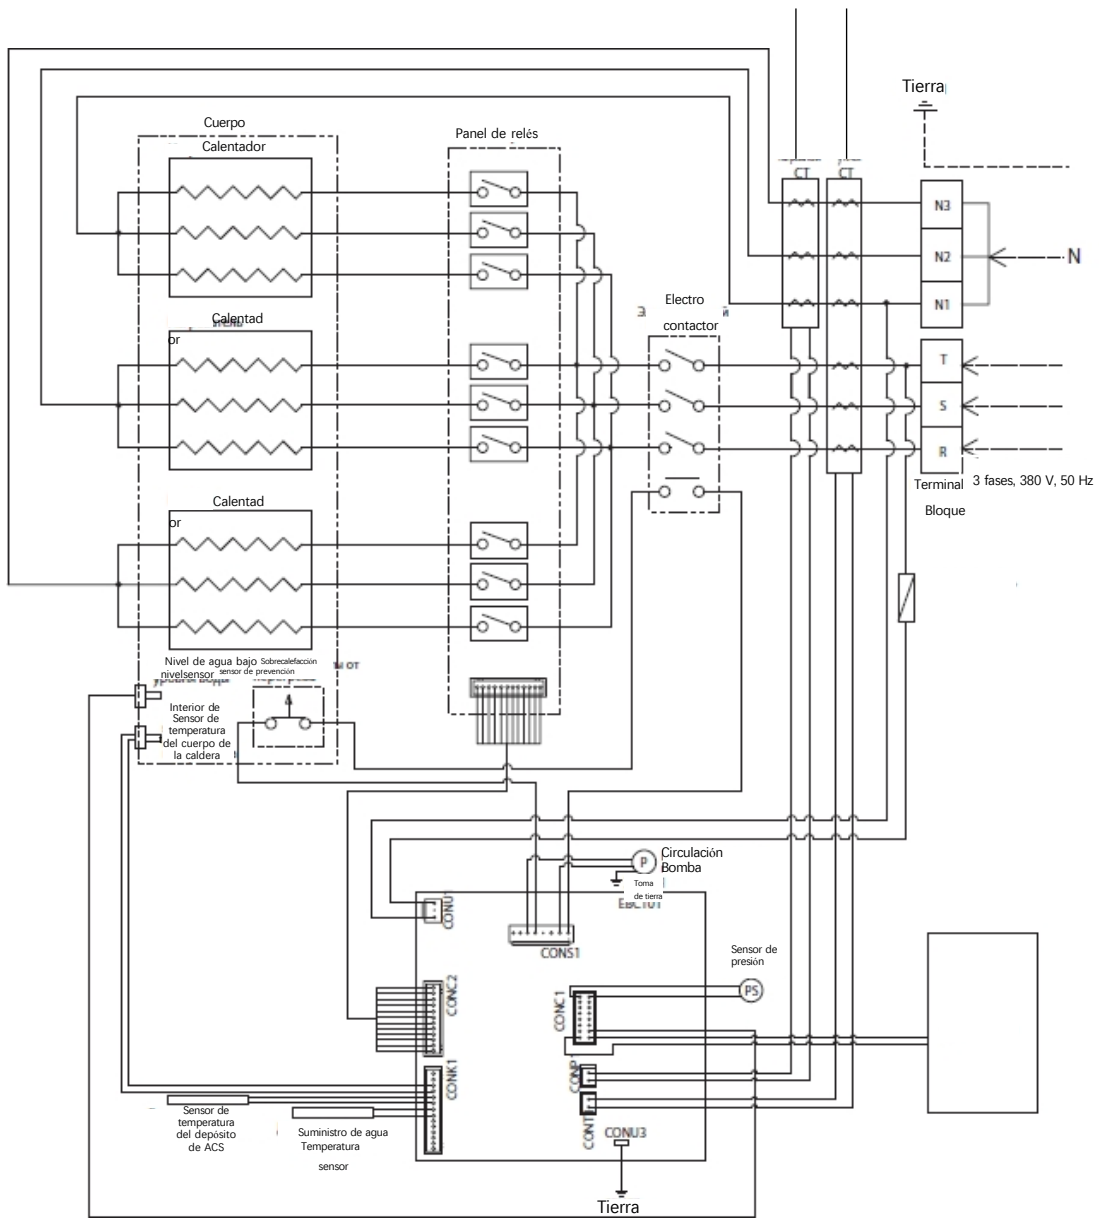 Tierra
Cuerpo
Calentador
Panel de relés
CT
CT
N3
N2
N
N1
Electro
contactor
Calentad
or
T
S
R
Terminal
3 fases, 380 V, 50 Hz
Bloque
Calentad
or
Nivel de agua bajo
Sobrecalefacción
nivelsensor
sensor de prevención
Interior de
Sensor de
temperatura
del cuerpo de
la caldera
P
Circulación
Bomba
Toma
de tierra
CONU1
CONS1
Sensor de
presión
PS
CONC2
CONC1
CONK1
Sensor de
temperatura
del depósito
de ACS
Suministro de agua
Temperatura
sensor
CONU3
Tierra